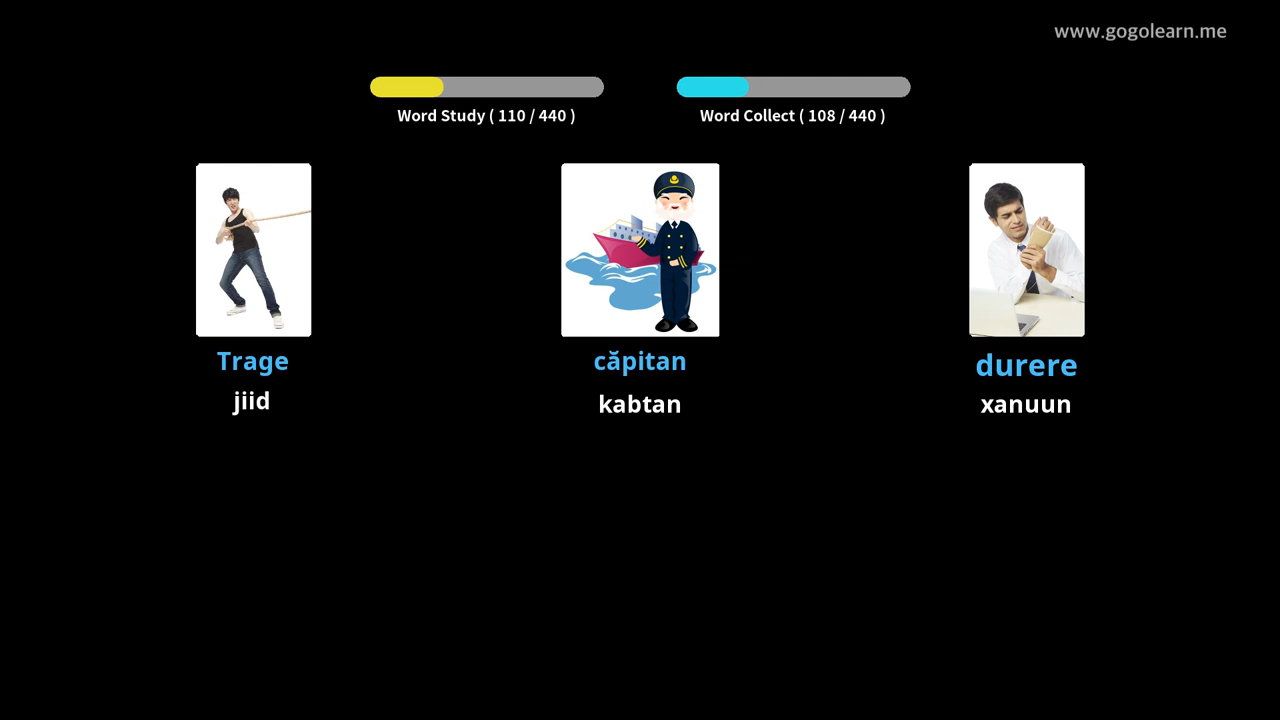 www.gogolearn.me
Word Study ( 110 / 440 )
Word Collect ( 108 / 440 )
Trage
căpitan
durere
jiid
kabtan
xanuun